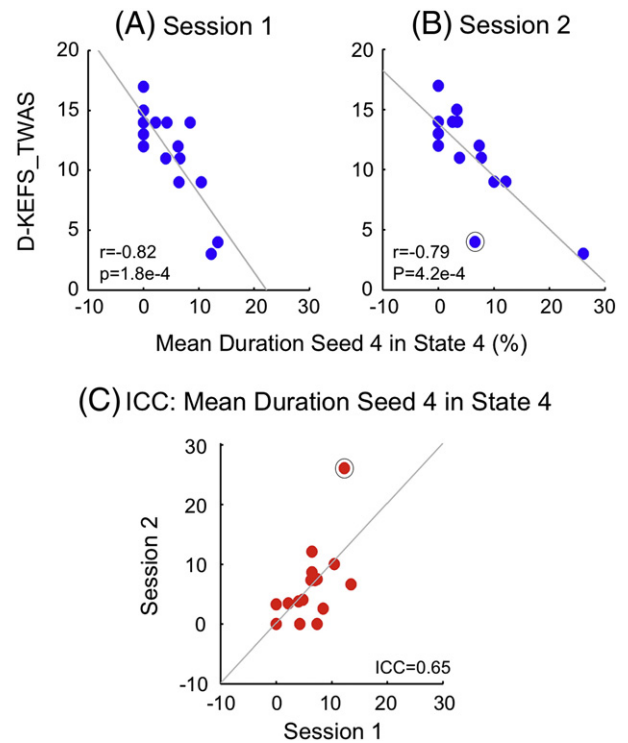 (A) Session 1
(B) Session 2
D-KEFS_TWAS
20
15
10
5
0
r=-0.82
p=1.8e-4
-10 0 10 20 30
20
15
10
5
0
r=-0.79
P=4.2e-4
-10 0 10 20 30
Mean Duration Seed 4 in State 4 (%)
(C) ICC: Mean Duration Seed 4 in State 4
Session 2
30
20
10
0
-10
ICC=0.65
-10 0 10 20 30
Session 1